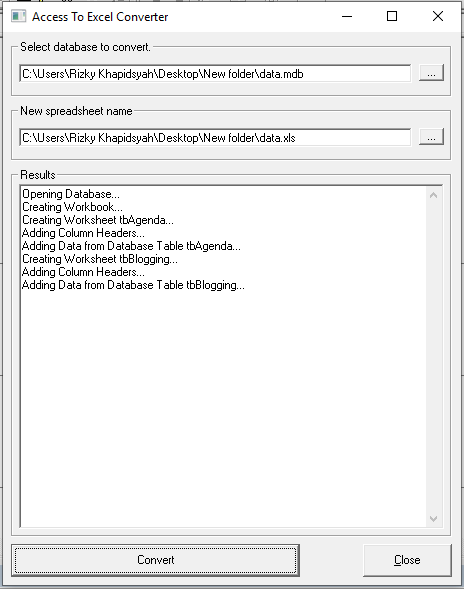 Access To Excel Converter
Select database to convert.
C:\Users\Rizky Khapidsyah\Desktop\New folder\data.mdb
...
New spreadsheet name
C:\Users\Rizky Khapidsyah\Desktop\New folder\data.xls
...
Results
Opening Database...
Creating Workbook...
Creating Worksheet tbAgenda...
Adding Column Headers...
Adding Data from Database Table tbAgenda...
Creating Worksheet tbBlogging...
Adding Column Headers...
Adding Data from Database Table tbBlogging...
Convert
Close